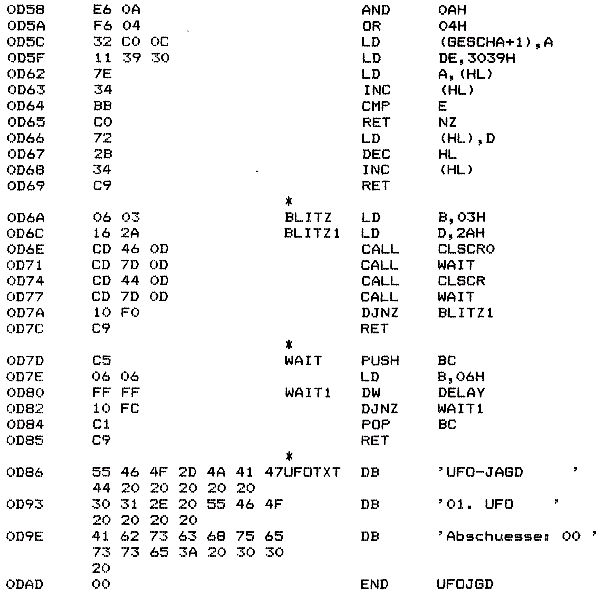 0D58 E6 0A AND 0AH
0D5A F6 04 OR 04H
0D5C 32 C0 0C LD (GESCHA+1),A
0D5F 11 39 30 LD DE,3039H
0D62 7E LD A,(HL)
0D63 34 INC (HL)
0D64 BB CMP E
0D65 C0 RET NZ
0D66 72 LD (HL),D
0D67 2B DEC HL
0D68 34 INC (HL)
0D69 C9 RET
*
0D6A 06 03 BLITZ LD B,03H
0D6C 16 2A BLITZ1 LD D,2AH
0D6E CD 46 0D CALL CLSCR0
0D71 CD 7D 0D CALL WAIT
0D74 CD 44 0D CALL CLSCR
0D77 CD 7D 0D CALL WAIT
0D7A 10 F0 DJNZ BLITZ1
0D7C C9 RET
*
0D7D C5 WAIT PUSH BC
0D7E 06 06 LD B,06H
0D80 FF FF WAIT1 DW DELAY
0D82 10 FC DJNZ WAIT1
0D84 C1 POP BC
0D85 C9 RET
*
0D86 55 46 4F 2D 4A 41 47UFOTXT DB 'UFO-JAGD     '
44 20 20 20 20 20
0D93 30 31 2E 20 55 46 4F DB '01. UFO    '
20 20 20 20
0D9E 41 62 73 63 68 75 65 DB 'Abschuesse: 00 '
73 73 65 3A 20 30 30
20
0DAD 00 END UFOJGD